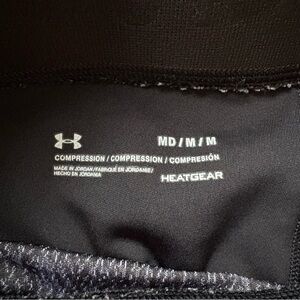 MD / M / M
COMPRESSION / COMPRESSION / COMPRESIÓN
MADE IN JORDAN / FABRIQUÉ EN JORDANIE /
HECHO EN JORDANIA
HEATGEAR